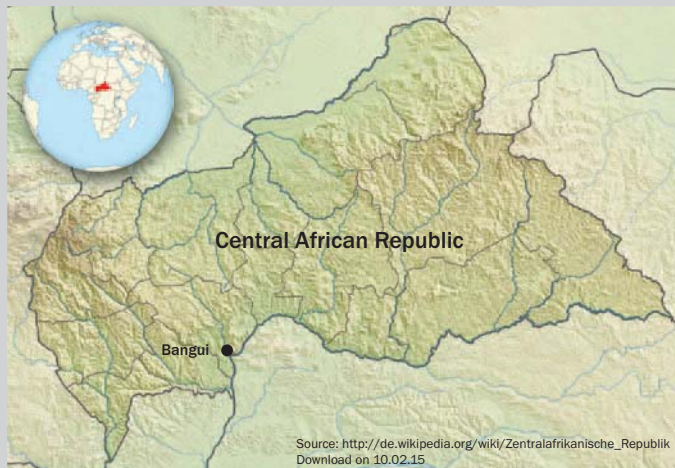 Central African Republic
Bangui
Source: http://de.wikipedia.org/wiki/Zentralafrikanische_Republik
Download on 10.02.15